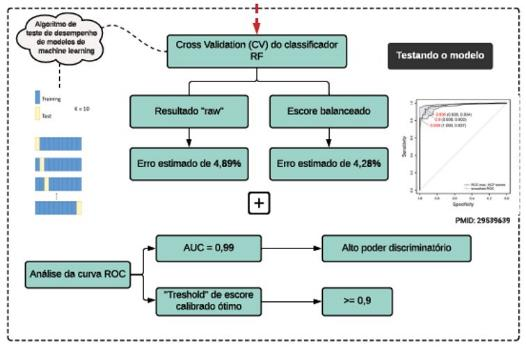 Algoritmo de
teste de desempenho
de modelos de
machine learning
Cross Validation (CV) do classificador
RF
Testando o modelo
Training
Test
K = 10
Resultado "raw"
Escore balanceado
Erro estimado de 4,89%
Erro estimado de 4,28%
+
Sensitivity
Specificity
PMID: 29539639
Análise da curva ROC
AUC = 0,99
Alto poder discriminatório
"Treshold" de escore
calibrado ótimo
>= 0,9